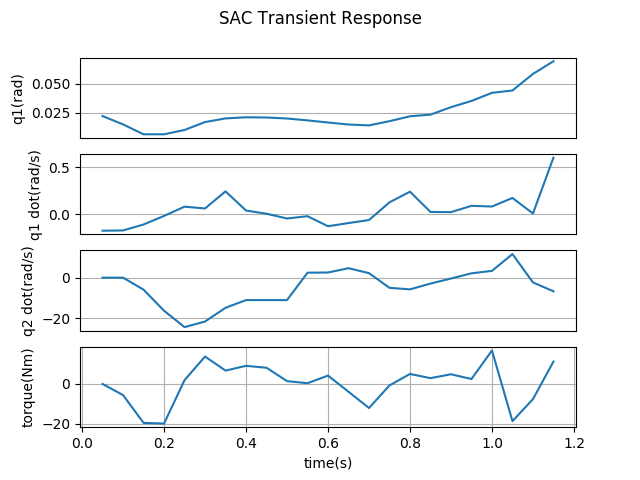 SAC Transient Response
q1(rad)
0.050
0.025
q1 dot(rad/s)
0.5
0.0
q2 dot(rad/s)
0
−20
torque(Nm)
0
−20
0.0 0.2 0.4 0.6 0.8 1.0 1.2
time(s)